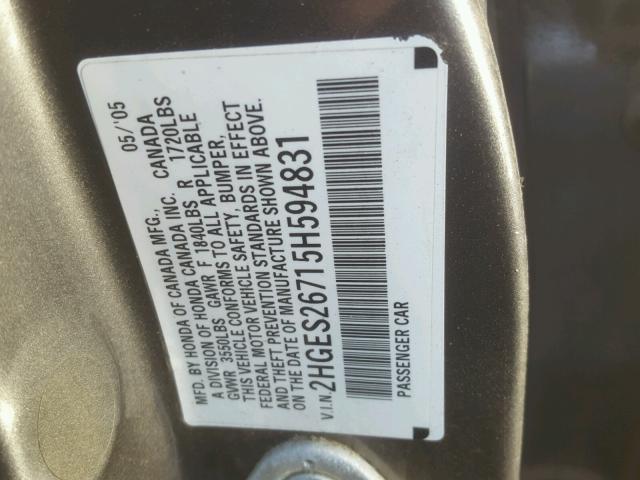 MFD. BY HONDA OF CANADA MFG., 05/'05
A DIVISION OF HONDA CANADA INC. CANADA
GVWR 3550LBS GAWR F 1840LBS R 1720LBS
THIS VEHICLE CONFORMS TO ALL APPLICABLE
FEDERAL MOTOR VEHICLE SAFETY, BUMPER,
AND THEFT PREVENTION STANDARDS IN EFFECT
ON THE DATE OF MANUFACTURE SHOWN ABOVE.
V.I.N. 2HGES26715H594831
PASSENGER CAR